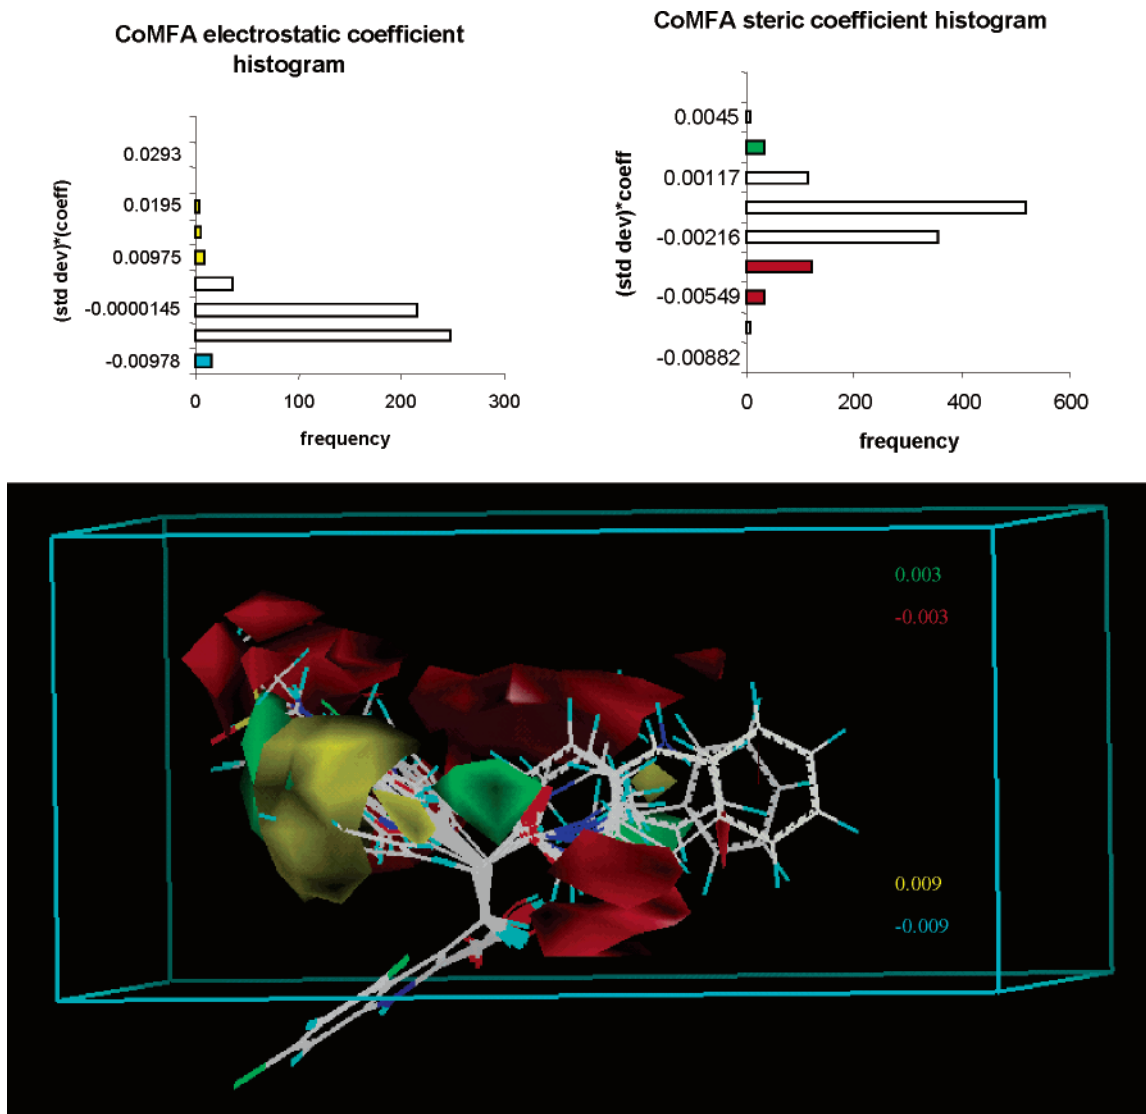 CoMFA electrostatic coefficient
histogram
(std dev)*(coeff)
0.0293
0.0195
0.00975
-0.0000145
-0.00978
0 100 200 300
frequency
CoMFA steric coefficient histogram
(std dev)*coeff
0.0045
0.00117
-0.00216
-0.00549
-0.00882
0 200 400 600
frequency
0.003
-0.003
0.009
-0.009